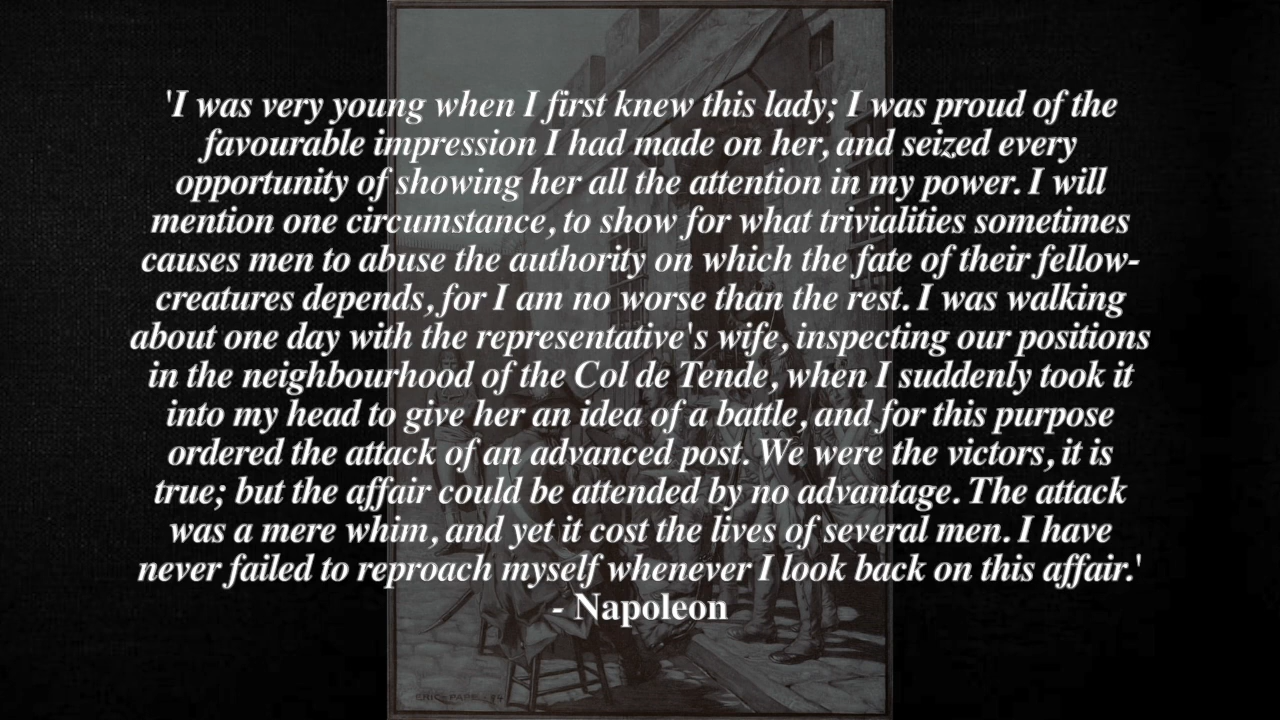 'I was very young when I first knew this lady; I was proud of the
favourable impression I had made on her, and seized every
opportunity of showing her all the attention in my power. I will
mention one circumstance, to show for what trivialities sometimes
causes men to abuse the authority on which the fate of their fellow-
creatures depends, for I am no worse than the rest. I was walking
about one day with the representative's wife, inspecting our positions
in the neighbourhood of the Col de Tende, when I suddenly took it
into my head to give her an idea of a battle, and for this purpose
ordered the attack of an advanced post. We were the victors, it is
true; but the affair could be attended by no advantage. The attack
was a mere whim, and yet it cost the lives of several men. I have
never failed to reproach myself whenever I look back on this affair.'
- Napoleon
ERIC PAPE